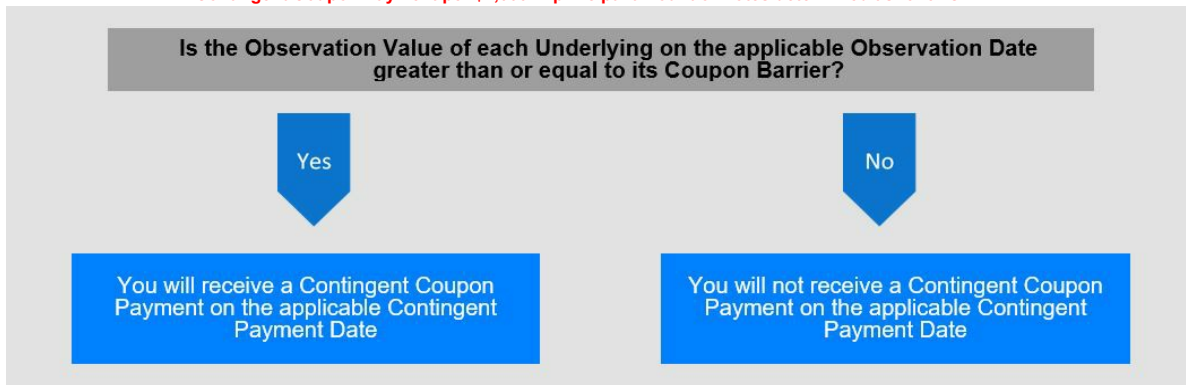 Is the Observation Value of each Underlying on the applicable Observation Date
greater than or equal to its Coupon Barrier?
Yes
No
You will receive a Contingent Coupon
Payment on the applicable Contingent
Payment Date
You will not receive a Contingent Coupon
Payment on the applicable Contingent
Payment Date